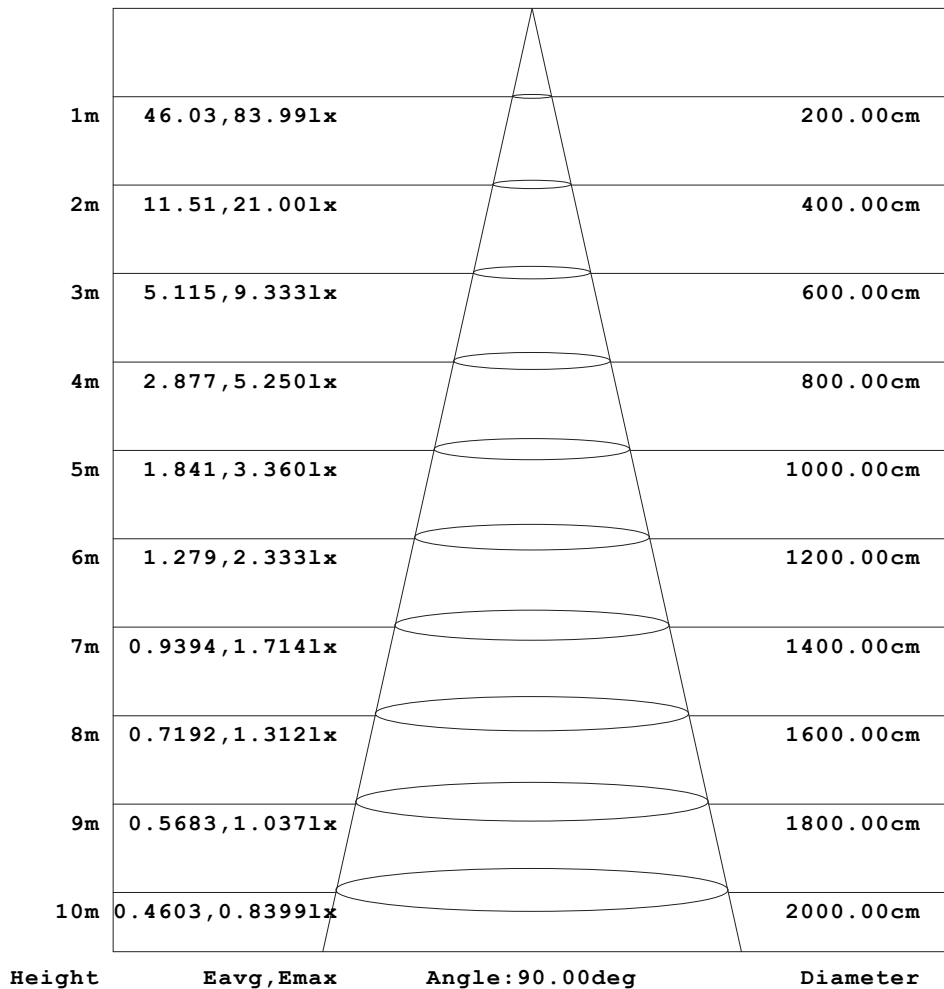 1m 46.03,83.99lx 200.00cm
2m 11.51,21.00lx 400.00cm
3m 5.115,9.333lx 600.00cm
4m 2.877,5.250lx 800.00cm
5m 1.841,3.360lx 1000.00cm
6m 1.279,2.333lx 1200.00cm
7m 0.9394,1.714lx 1400.00cm
8m 0.7192,1.312lx 1600.00cm
9m 0.5683,1.037lx 1800.00cm
10m 0.4603,0.8399lx 2000.00cm
Height Eavg,Emax Angle:90.00deg Diameter